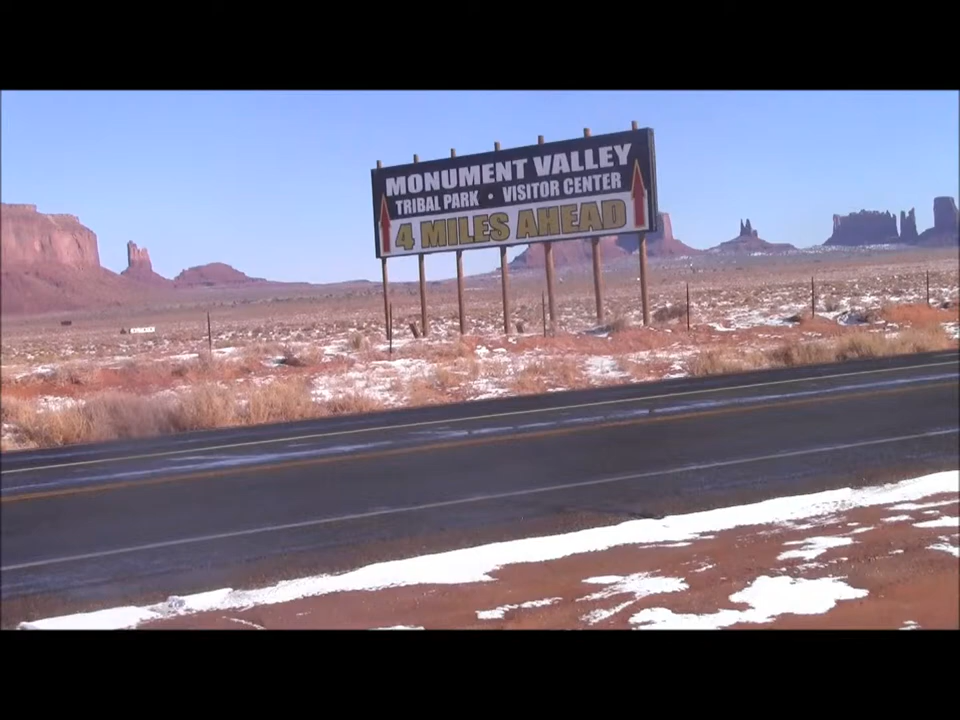 MONUMENT VALLEY
TRIBAL PARK • VISITOR CENTER
4 MILES AHEAD